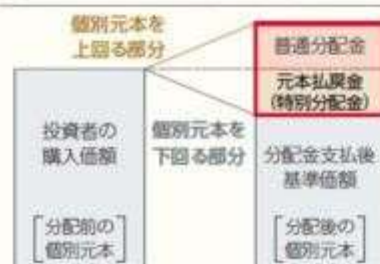 個別元本を
上回る部分
普通分配金
元本払戻金
(特別分配金)
投資者の
購入価額
個別元本を
下回る部分
分配金支払後
基準価額
[分配前の
個別元本]
[分配後の
個別元本]